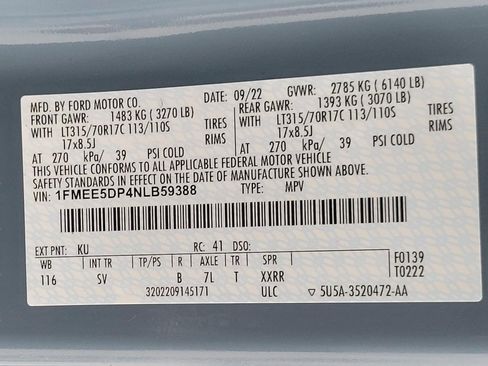 MFD. BY FORD MOTOR CO. DATE: 09/22 GVWR: 2785 KG ( 6140 LB)
FRONT GAWR: 1483 KG ( 3270 LB) REAR GAWR: 1393 KG ( 3070 LB)
WITH LT315/70R17C 113/110S TIRES WITH LT315/70R17C 113/110S TIRES
17x8.5J RIMS 17x8.5J RIMS
AT 270 kPa/ 39 PSI COLD AT 270 kPa/ 39 PSI COLD
THIS VEHICLE CONFORMS TO ALL APPLICABLE FEDERAL MOTOR VEHICLE
SAFETY STANDARDS IN EFFECT ON THE DATE OF MANUFACTURE SHOWN ABOVE.
VIN: 1FMEE5DP4NLB59388 TYPE: MPV
EXT PNT: KU RC: 41 DSO:
WB INT TR TP/PS R AXLE TR SPR F0139
116 SV B 7L T XXRR T0222
3202209145171 ULC ▽ 5U5A-3520472-AA